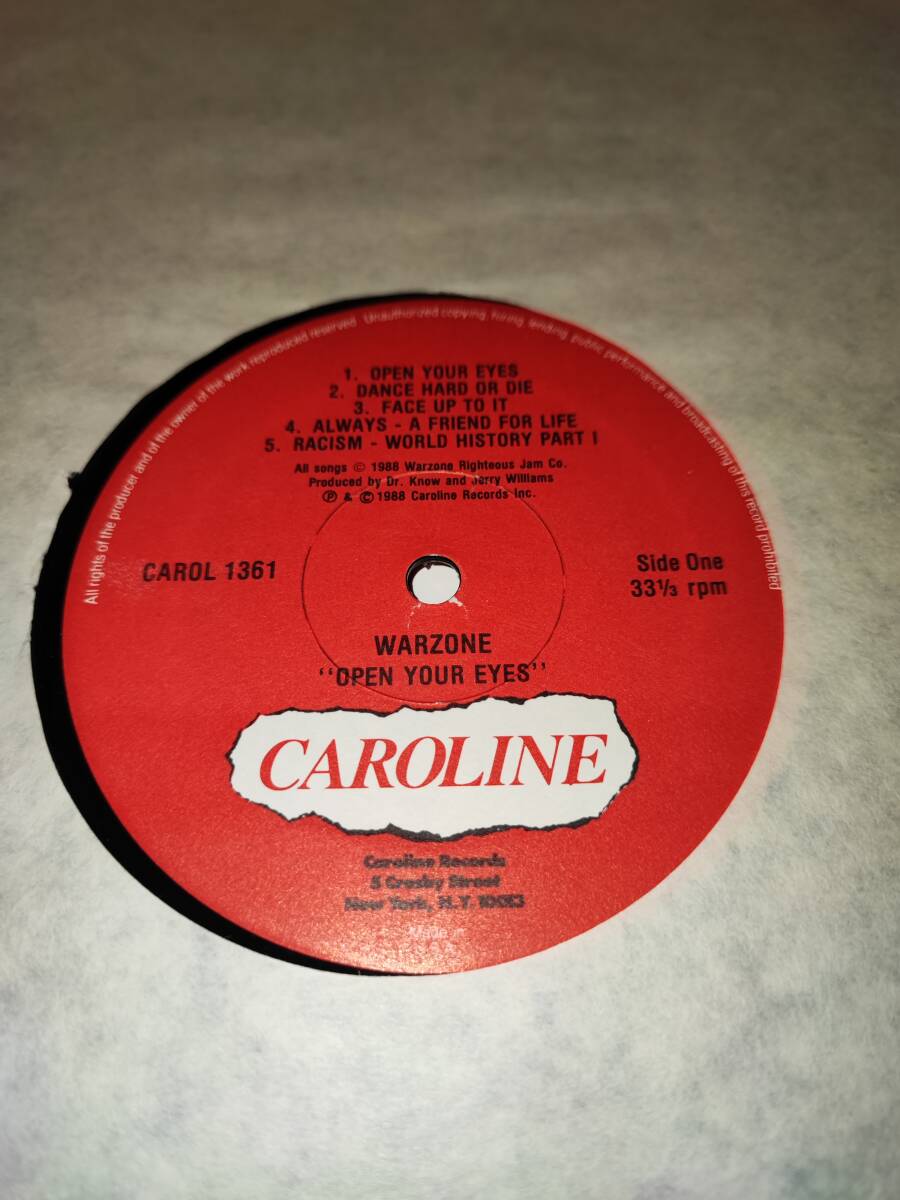 All rights of the producer and of the owner of the work reproduced reserved. Unauthorized copying, hiring, lending, public performance and broadcasting of this record prohibited
1. OPEN YOUR EYES
2. DANCE HARD OR DIE
3. FACE UP TO IT
4. ALWAYS - A FRIEND FOR LIFE
5. RACISM - WORLD HISTORY PART I
All songs © 1988 Warzone Righteous Jam Co.
Produced by Dr. Know and Jerry Williams
℗ & © 1988 Caroline Records Inc.
CAROL 1361
Side One
33⅓ rpm
WARZONE
"OPEN YOUR EYES"
CAROLINE
Caroline Records
5 Crosby Street
New York, N.Y. 10013
Made in